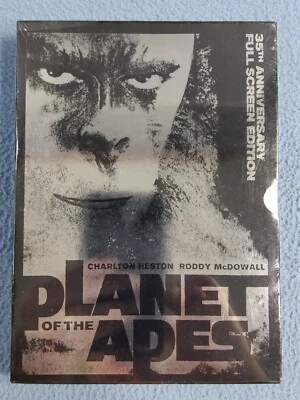 35TH ANNIVERSARY
FULL SCREEN EDITION
CHARLTON HESTON RODDY McDOWALL
PLANET
OF THE APES